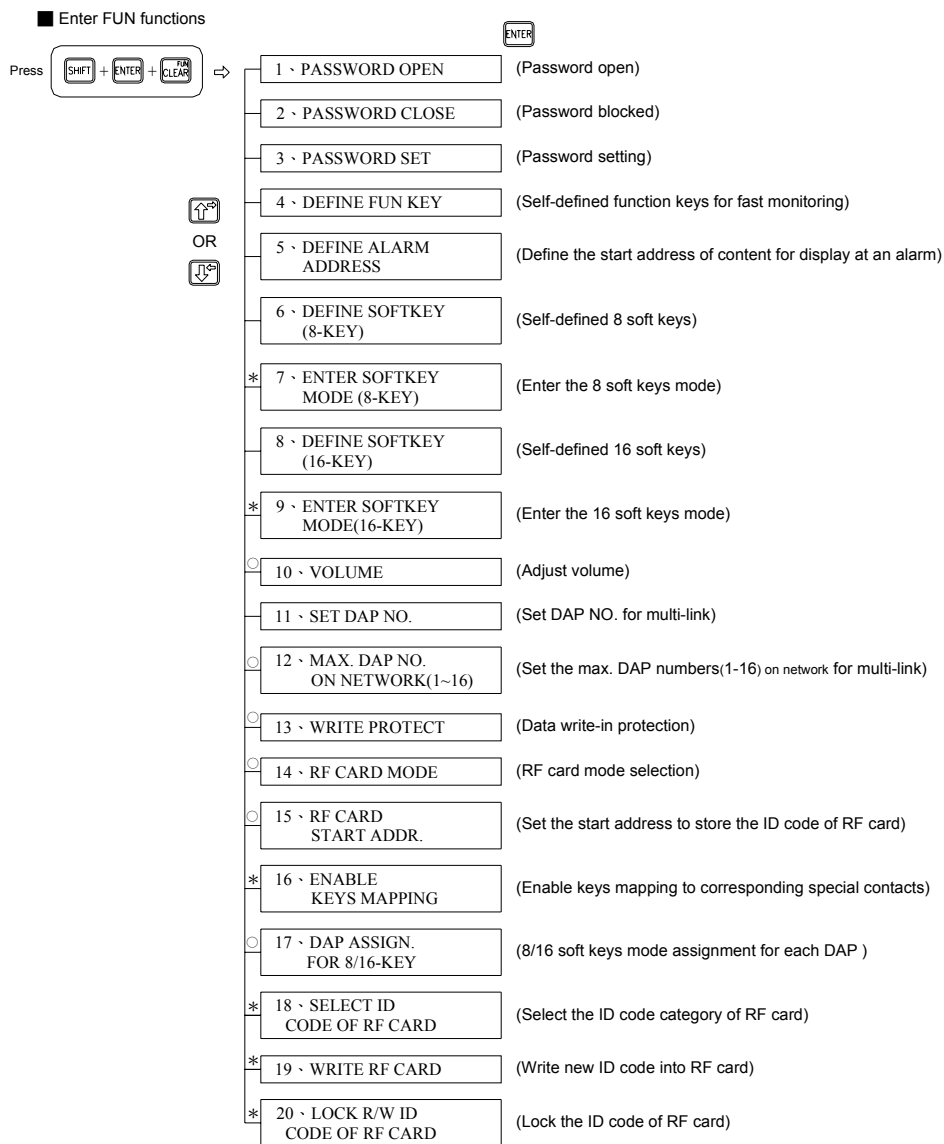 ■ Enter FUN functions
ENTER
Press SHIFT + ENTER + FUN CLEAR ⇨
1、PASSWORD OPEN (Password open)
2、PASSWORD CLOSE (Password blocked)
3、PASSWORD SET (Password setting)
4、DEFINE FUN KEY (Self-defined function keys for fast monitoring)
OR
5、DEFINE ALARM
ADDRESS (Define the start address of content for display at an alarm)
6、DEFINE SOFTKEY
(8-KEY) (Self-defined 8 soft keys)
* 7、ENTER SOFTKEY
MODE (8-KEY) (Enter the 8 soft keys mode)
8、DEFINE SOFTKEY
(16-KEY) (Self-defined 16 soft keys)
* 9、ENTER SOFTKEY
MODE(16-KEY) (Enter the 16 soft keys mode)
○ 10、VOLUME (Adjust volume)
11、SET DAP NO. (Set DAP NO. for multi-link)
○ 12、MAX. DAP NO.
ON NETWORK(1~16) (Set the max. DAP numbers(1-16) on network for multi-link)
○ 13、WRITE PROTECT (Data write-in protection)
○ 14、RF CARD MODE (RF card mode selection)
○ 15、RF CARD
START ADDR. (Set the start address to store the ID code of RF card)
* 16、ENABLE
KEYS MAPPING (Enable keys mapping to corresponding special contacts)
○ 17、DAP ASSIGN.
FOR 8/16-KEY (8/16 soft keys mode assignment for each DAP )
* 18、SELECT ID
CODE OF RF CARD (Select the ID code category of RF card)
* 19、WRITE RF CARD (Write new ID code into RF card)
* 20、LOCK R/W ID
CODE OF RF CARD (Lock the ID code of RF card)